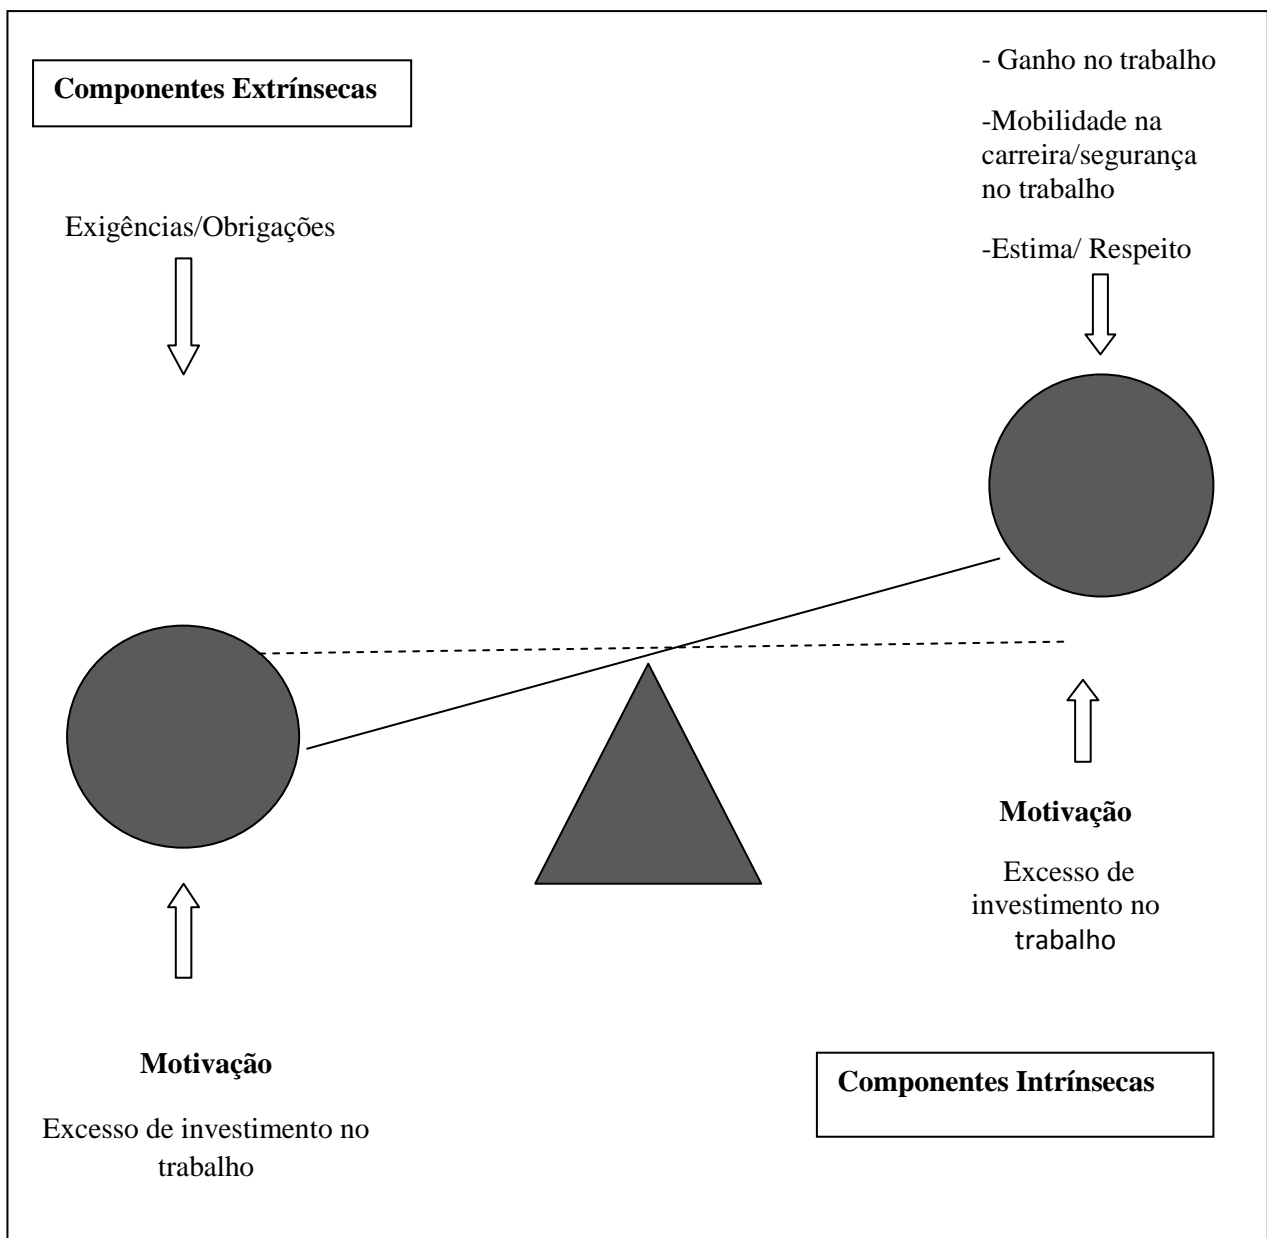 Componentes Extrínsecas
Exigências/Obrigações
- Ganho no trabalho
-Mobilidade na
carreira/segurança
no trabalho
-Estima/ Respeito
Motivação
Excesso de
investimento no
trabalho
Motivação
Excesso de investimento no
trabalho
Componentes Intrínsecas